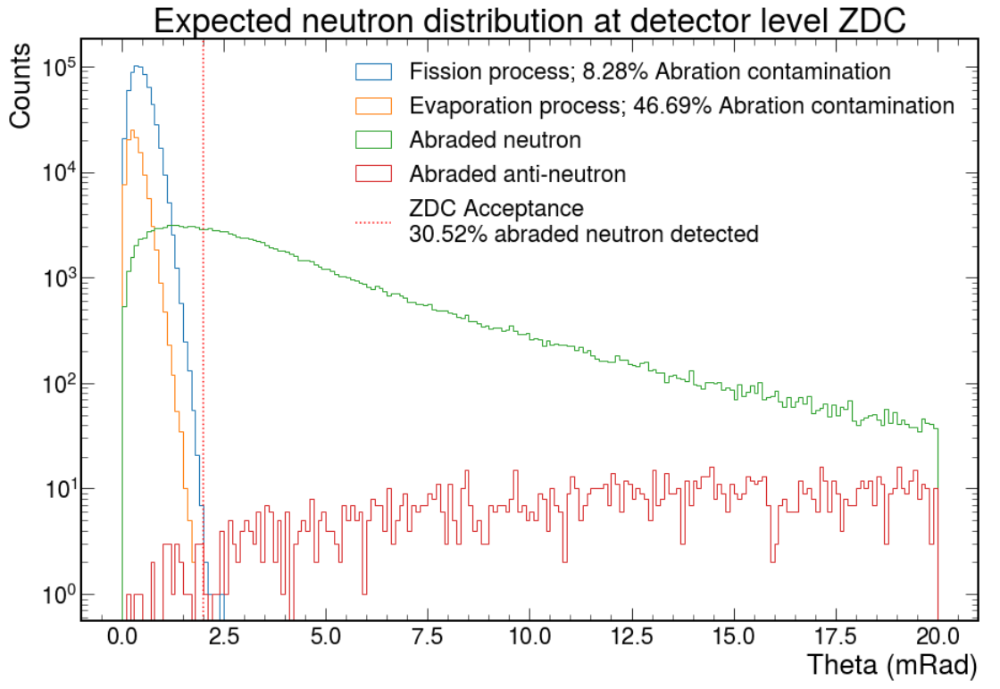 Expected neutron distribution at detector level ZDC
Counts
10^5
10^4
10^3
10^2
10^1
10^0
Fission process; 8.28% Abration contamination
Evaporation process; 46.69% Abration contamination
Abraded neutron
Abraded anti-neutron
ZDC Acceptance
30.52% abraded neutron detected
0.0 2.5 5.0 7.5 10.0 12.5 15.0 17.5 20.0
Theta (mRad)